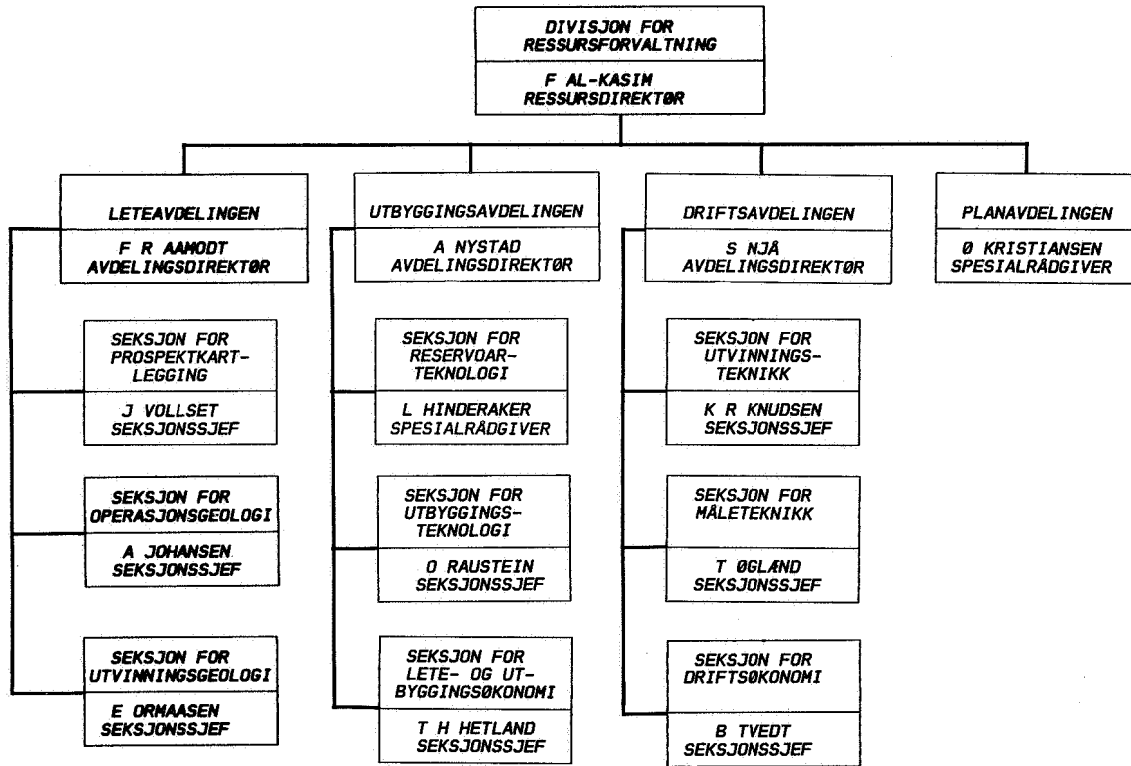 DIVISJON FOR
RESSURSFORVALTNING
F AL-KASIM
RESSURSDIREKTØR
LETEAVDELINGEN
F R AAMODT
AVDELINGSDIREKTØR
SEKSJON FOR
PROSPEKTKART-
LEGGING
J VOLLSET
SEKSJONSSJEF
SEKSJON FOR
OPERASJONSGEOLOGI
A JOHANSEN
SEKSJONSSJEF
SEKSJON FOR
UTVINNINGSGEOLOGI
E ORMAASEN
SEKSJONSSJEF
UTBYGGINGSAVDELINGEN
A NYSTAD
AVDELINGSDIREKTØR
SEKSJON FOR
RESERVOAR-
TEKNOLOGI
L HINDERAKER
SPESIALRÅDGIVER
SEKSJON FOR
UTBYGGINGS-
TEKNOLOGI
O RAUSTEIN
SEKSJONSSJEF
SEKSJON FOR
LETE- OG UT-
BYGGINGSØKONOMI
T H HETLAND
SEKSJONSSJEF
DRIFTSAVDELINGEN
S NJÅ
AVDELINGSDIREKTØR
SEKSJON FOR
UTVINNINGS-
TEKNIKK
K R KNUDSEN
SEKSJONSSJEF
SEKSJON FOR
MÅLETEKNIKK
T ØGLÆND
SEKSJONSSJEF
SEKSJON FOR
DRIFTSØKONOMI
B TVEDT
SEKSJONSSJEF
PLANAVDELINGEN
Ø KRISTIANSEN
SPESIALRÅDGIVER